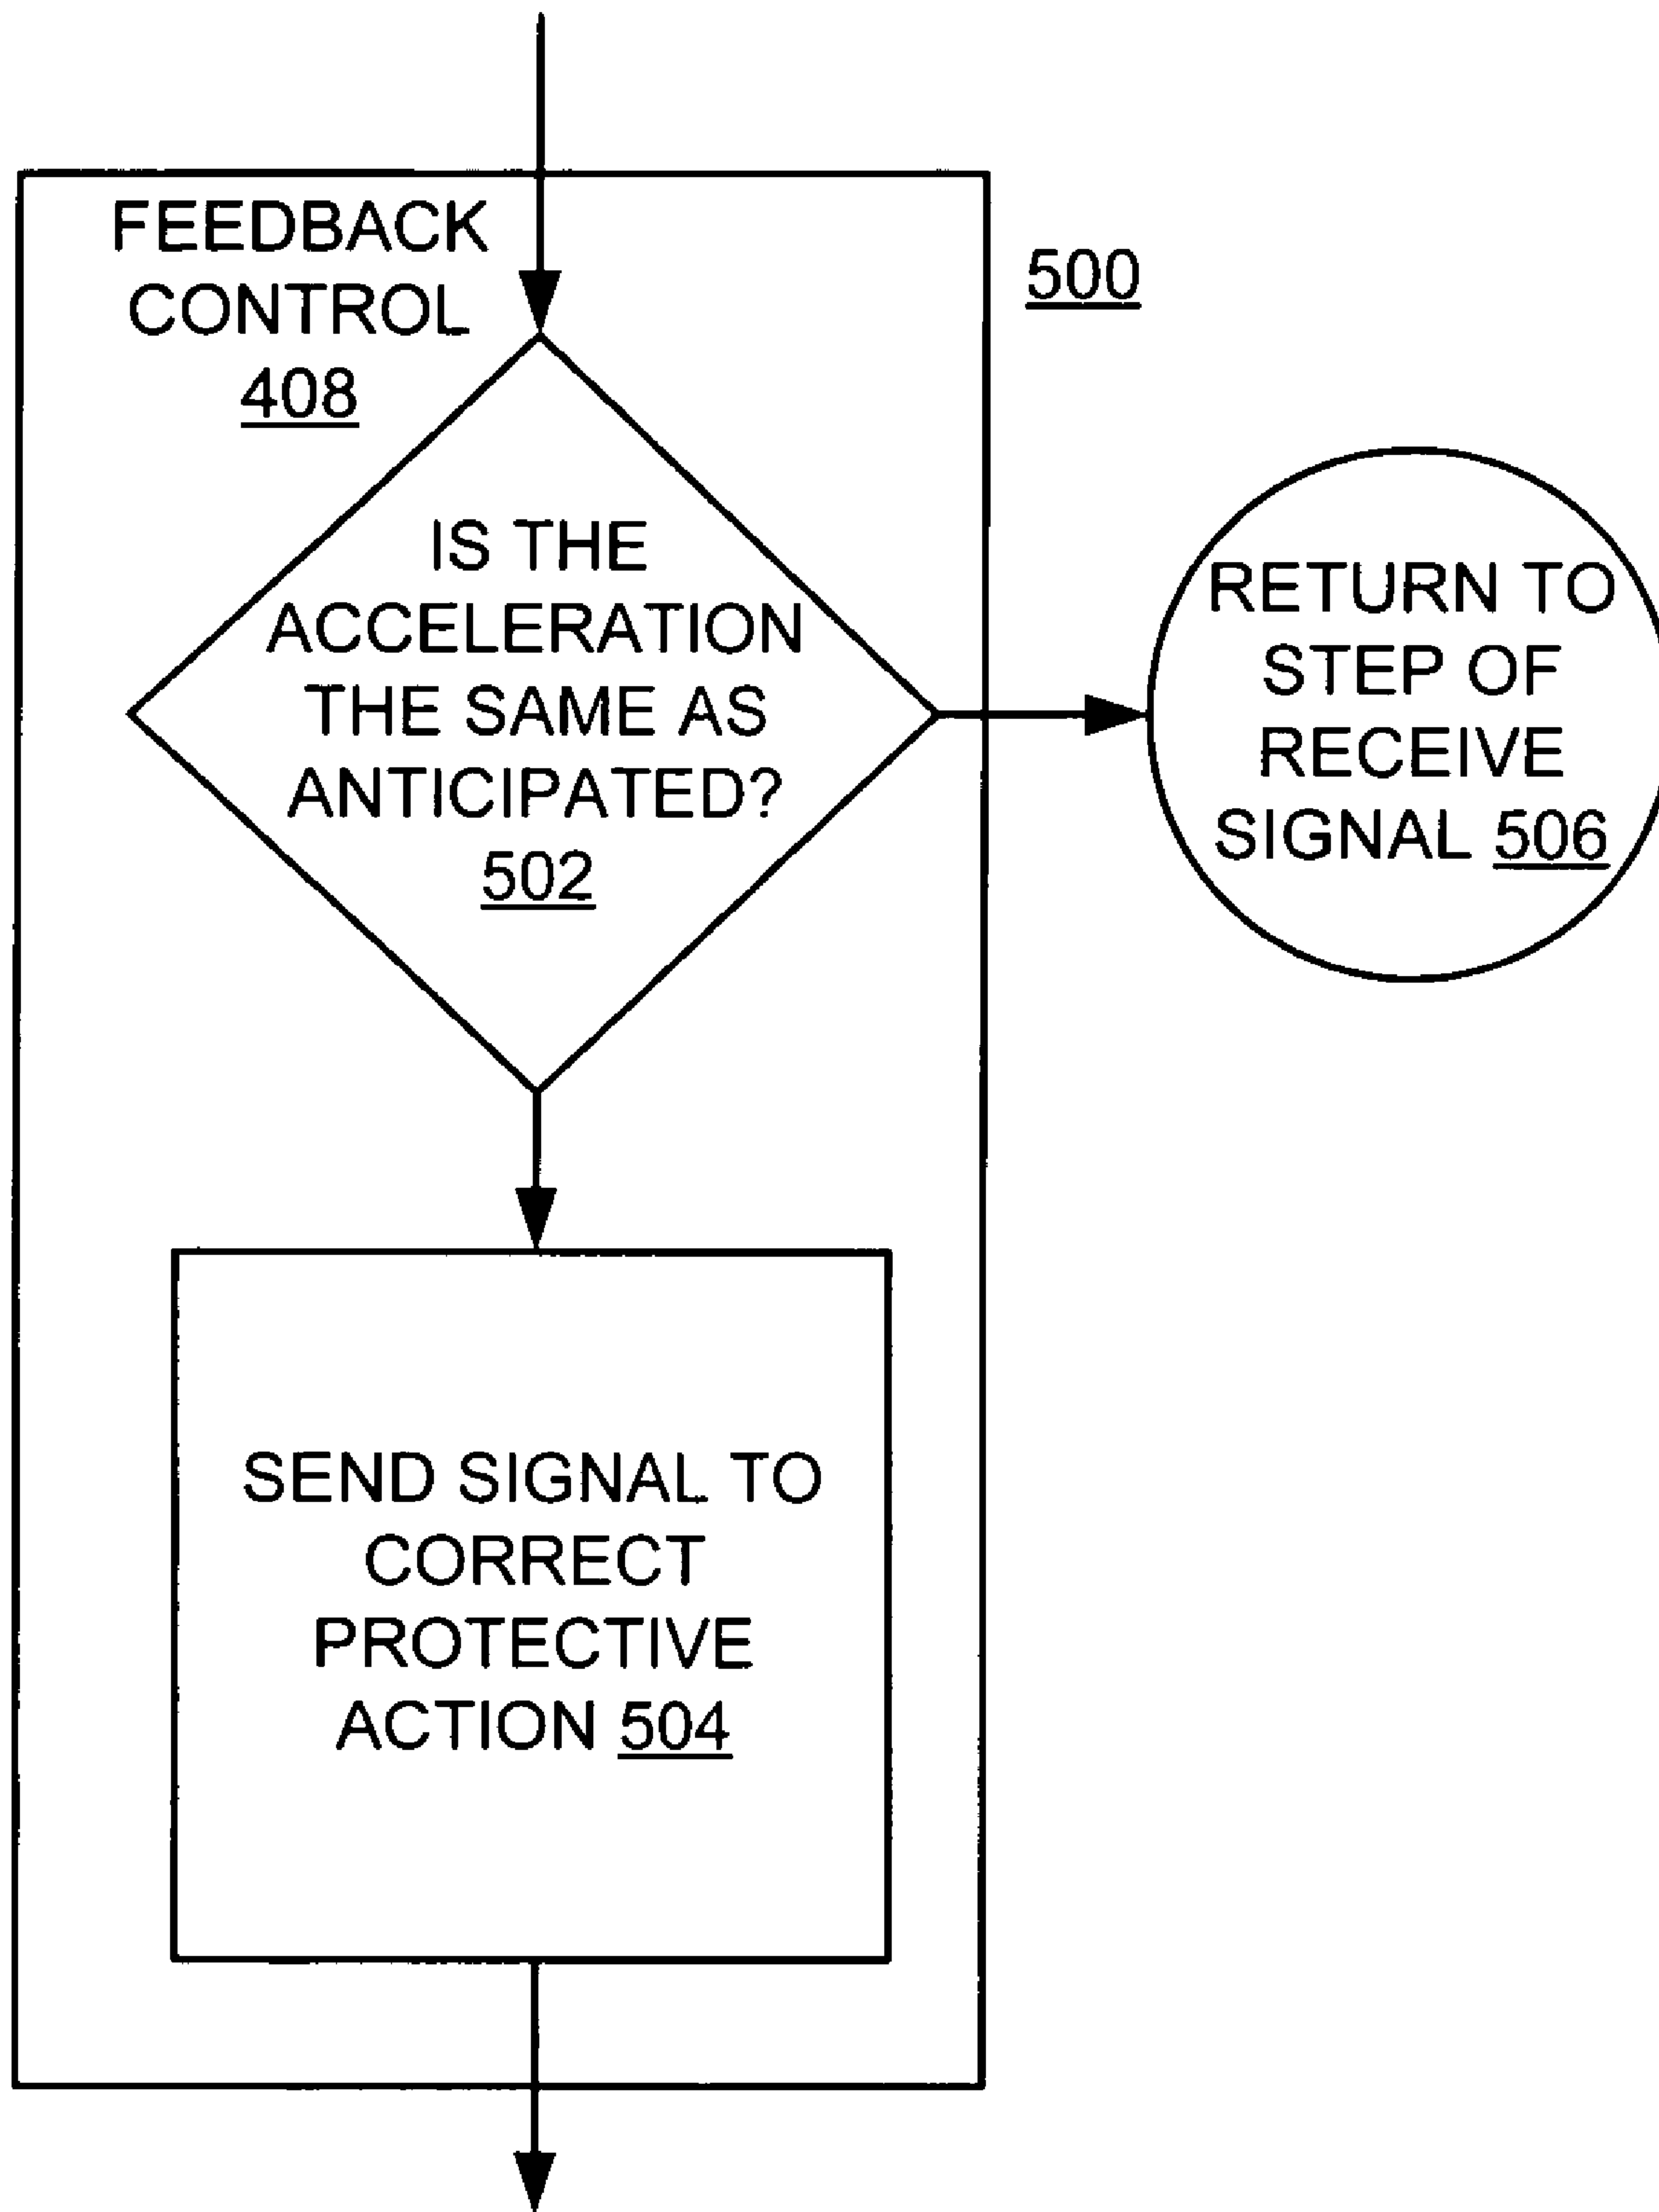 FEEDBACK
CONTROL
408
500
IS THE
ACCELERATION
THE SAME AS
ANTICIPATED?
502
RETURN TO
STEP OF
RECEIVE
SIGNAL 506
SEND SIGNAL TO
CORRECT
PROTECTIVE
ACTION 504